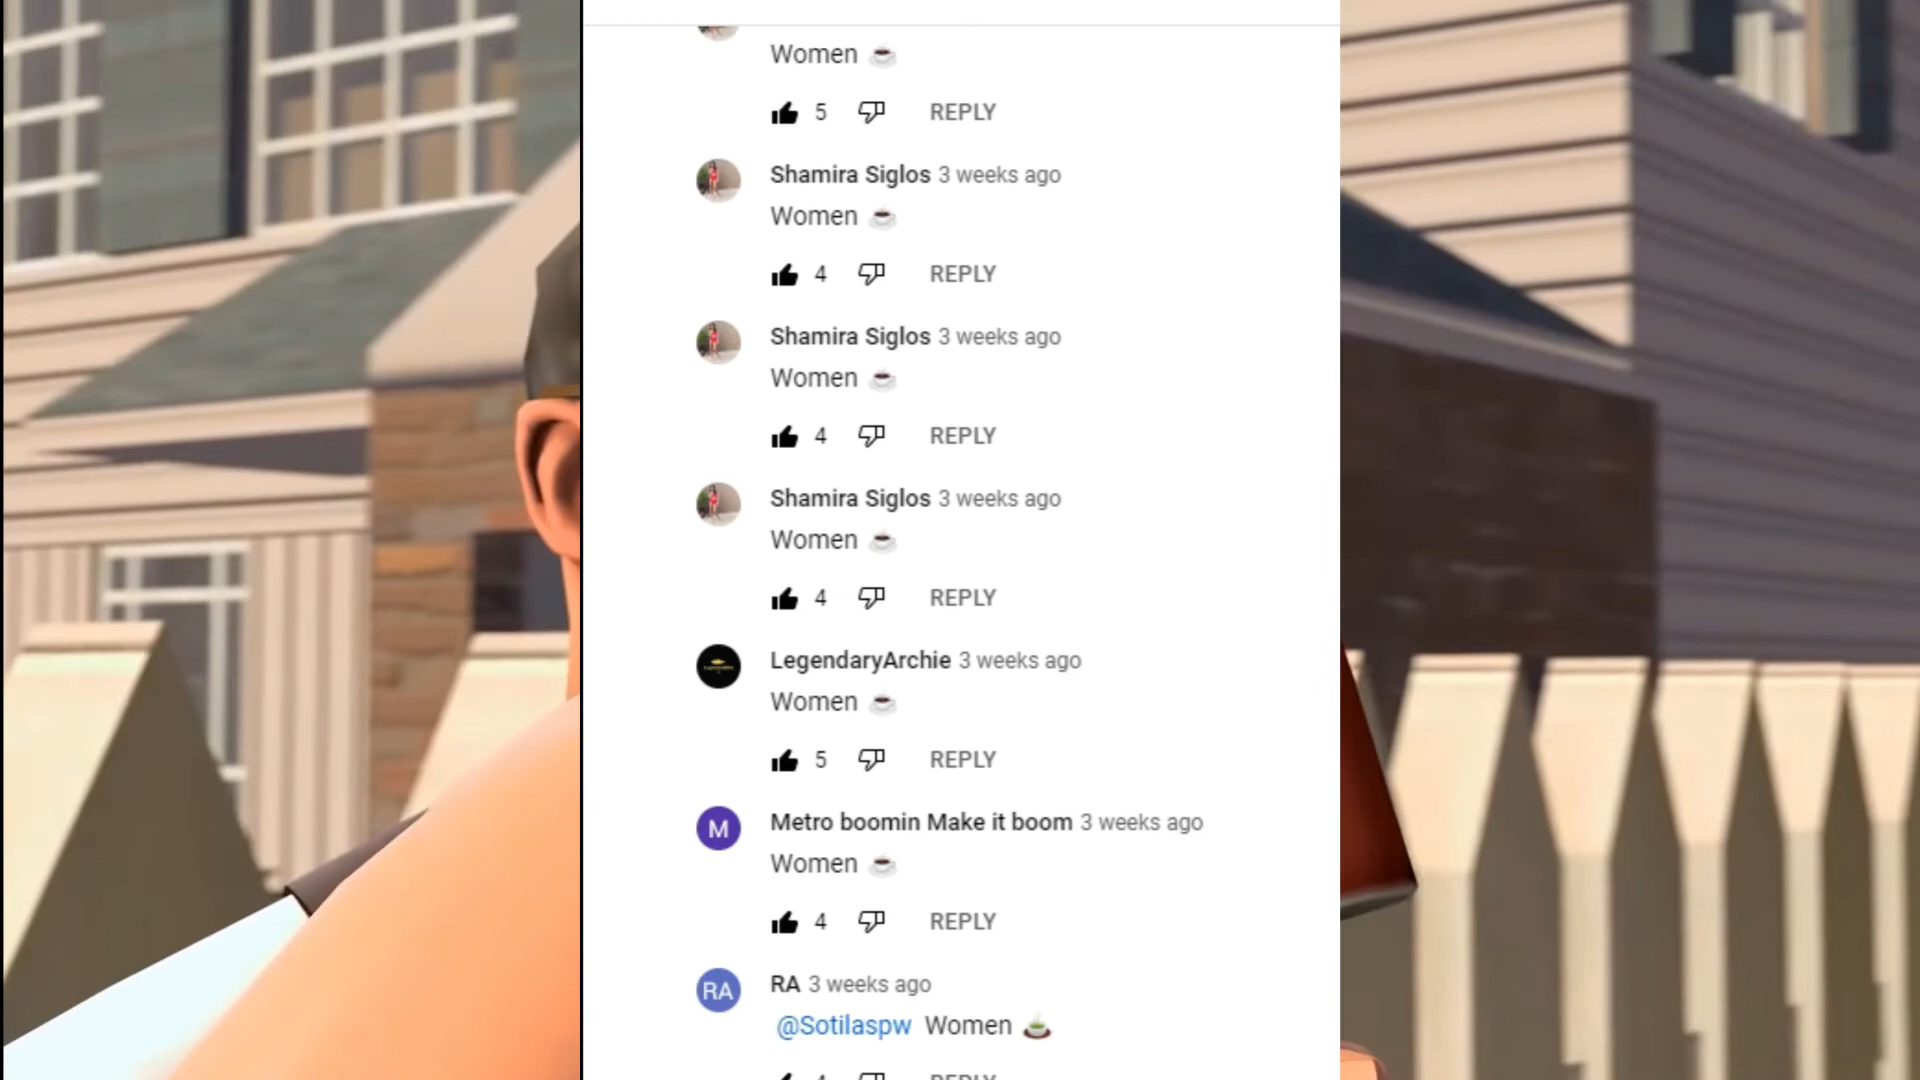 Women ☕
5 REPLY
Shamira Siglos 3 weeks ago
Women ☕
4 REPLY
Shamira Siglos 3 weeks ago
Women ☕
4 REPLY
Shamira Siglos 3 weeks ago
Women ☕
4 REPLY
LegendaryArchie 3 weeks ago
Women ☕
5 REPLY
M
Metro boomin Make it boom 3 weeks ago
Women ☕
4 REPLY
RA
RA 3 weeks ago
@Sotilaspw Women 🍵
4 REPLY